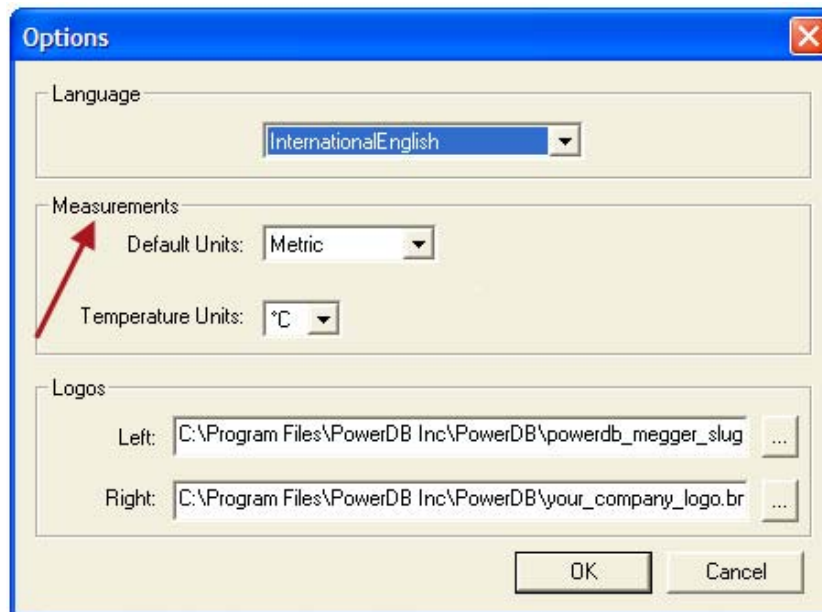 Options
Language
InternationalEnglish
Measurements
Default Units: Metric
Temperature Units: °C
Logos
Left: C:\Program Files\PowerDB Inc\PowerDB\powerdb_megger_slug ...
Right: C:\Program Files\PowerDB Inc\PowerDB\your_company_logo.br ...
OK Cancel